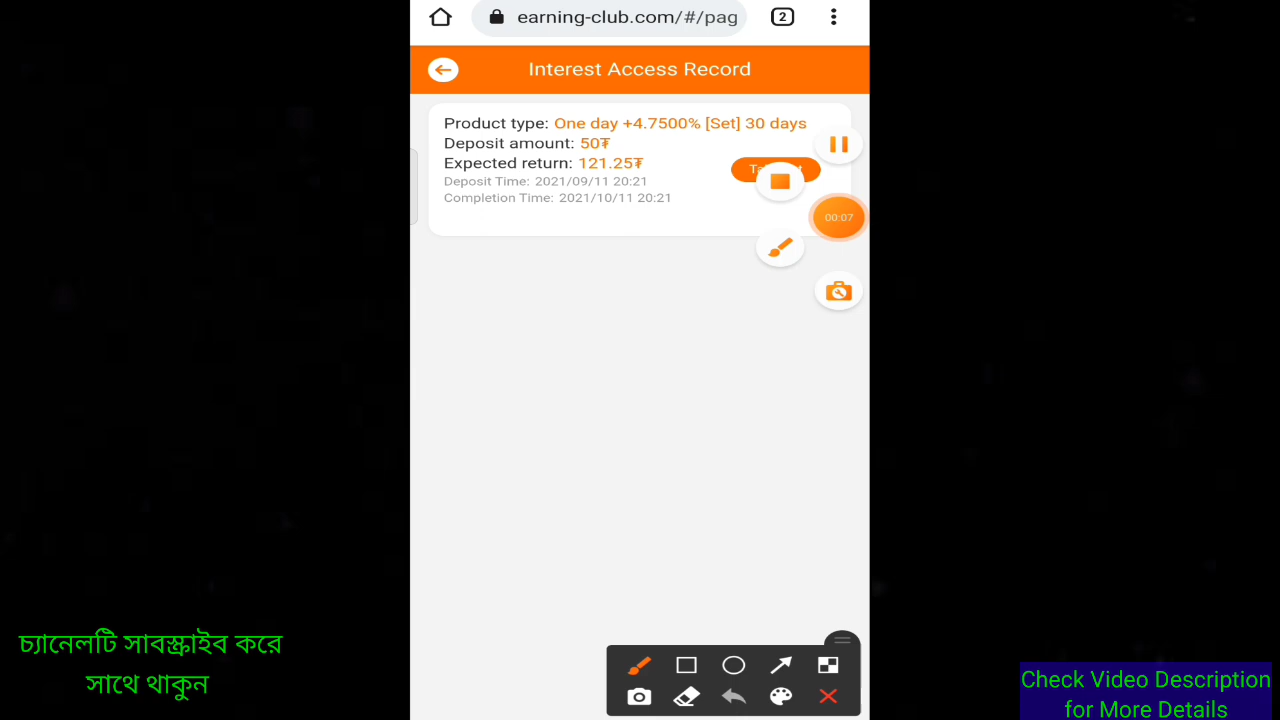 earning-club.com/#/pag
2
Interest Access Record
Product type: One day +4.7500% [Set] 30 days
Deposit amount: 50₮
Expected return: 121.25₮
Deposit Time: 2021/09/11 20:21
Completion Time: 2021/10/11 20:21
00:07
চ্যানেলটি সাবস্ক্রাইব করে
সাথে থাকুন
Check Video Description
for More Details